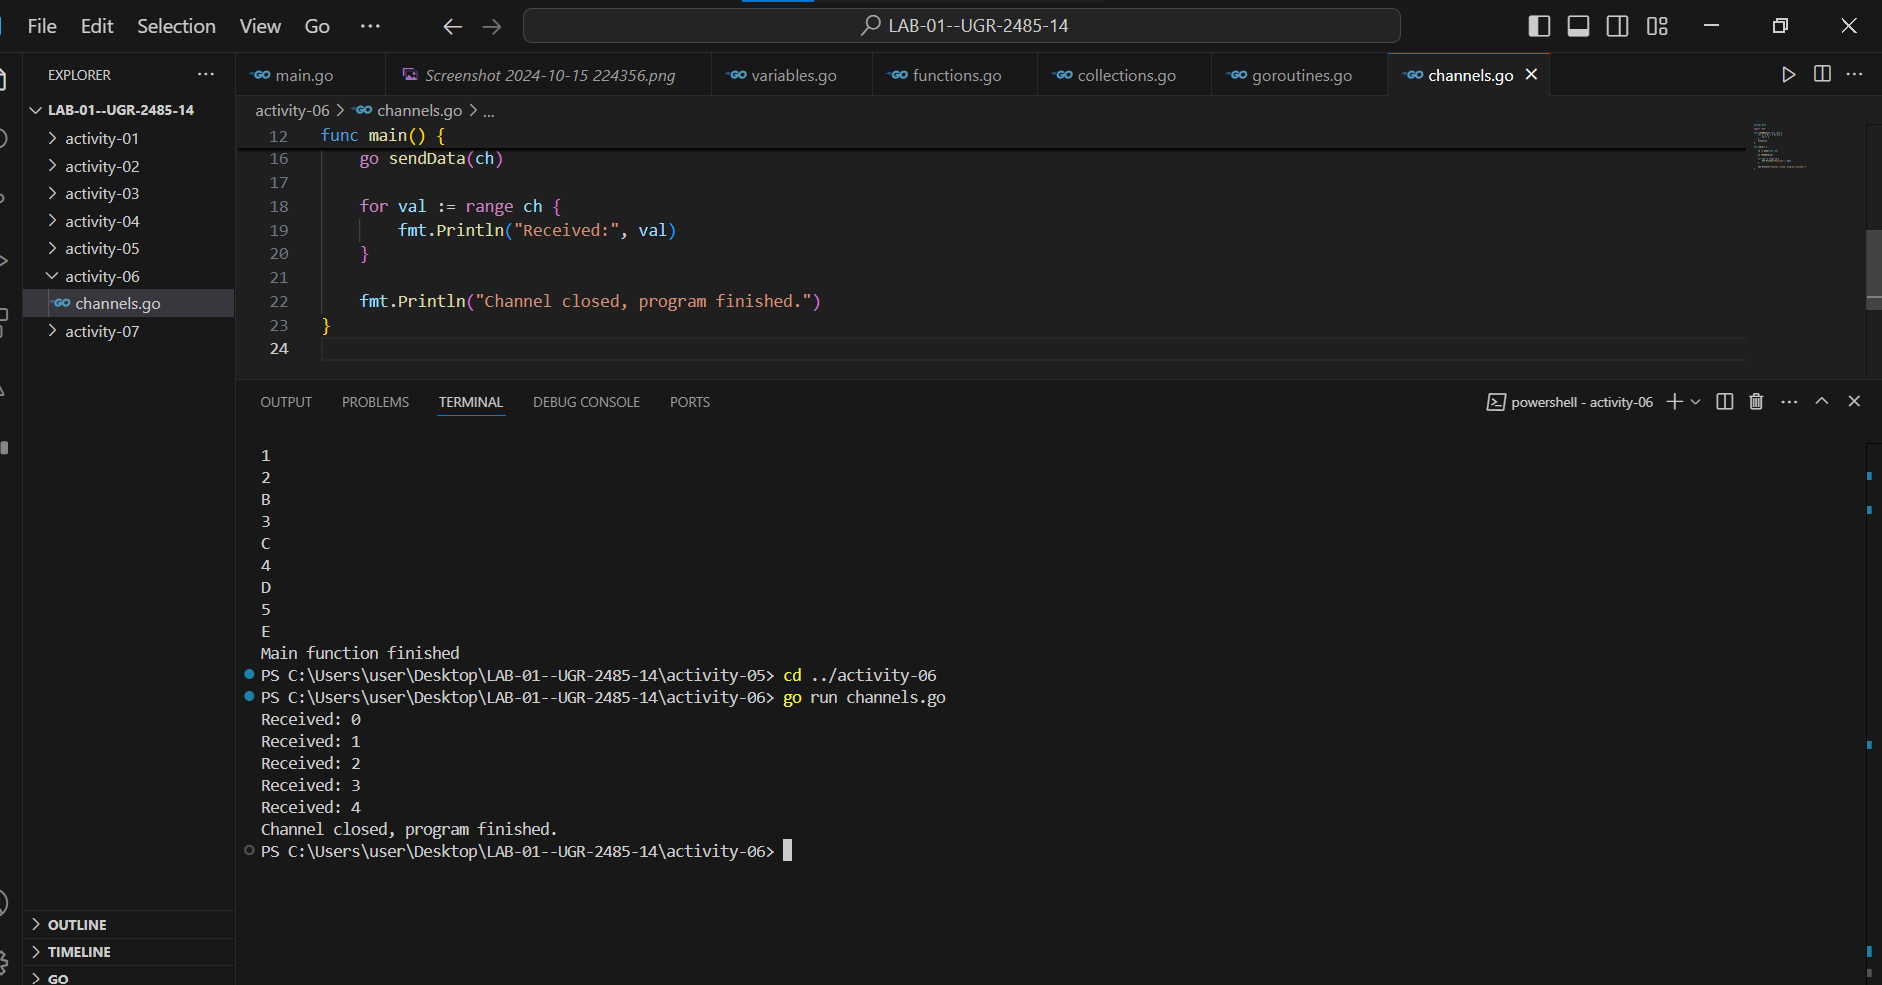 File Edit Selection View Go ···
LAB-01--UGR-2485-14
EXPLORER ···
LAB-01--UGR-2485-14
activity-01
activity-02
activity-03
activity-04
activity-05
activity-06
GO channels.go
activity-07
OUTLINE
TIMELINE
GO
GO main.go
Screenshot 2024-10-15 224356.png
GO variables.go
GO functions.go
GO collections.go
GO goroutines.go
GO channels.go
activity-06 > GO channels.go > ...
12 func main() {
16 go sendData(ch)
17
18 for val := range ch {
19 fmt.Println("Received:", val)
20 }
21
22 fmt.Println("Channel closed, program finished.")
23 }
24
OUTPUT PROBLEMS TERMINAL DEBUG CONSOLE PORTS
powershell - activity-06
1
2
B
3
C
4
D
5
E
Main function finished
PS C:\Users\user\Desktop\LAB-01--UGR-2485-14\activity-05> cd ../activity-06
PS C:\Users\user\Desktop\LAB-01--UGR-2485-14\activity-06> go run channels.go
Received: 0
Received: 1
Received: 2
Received: 3
Received: 4
Channel closed, program finished.
PS C:\Users\user\Desktop\LAB-01--UGR-2485-14\activity-06>